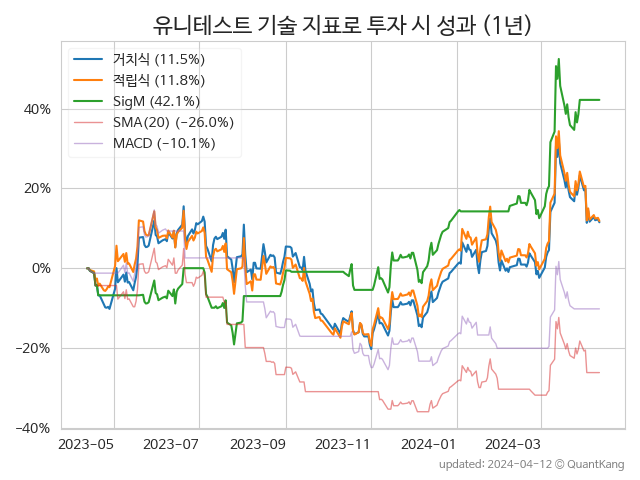 유니테스트 기술 지표로 투자 시 성과 (1년)
거치식 (11.5%)
적립식 (11.8%)
SigM (42.1%)
SMA(20) (−26.0%)
MACD (−10.1%)
40%
20%
0%
−20%
−40%
2023-05 2023-07 2023-09 2023-11 2024-01 2024-03
updated: 2024-04-12 © QuantKang